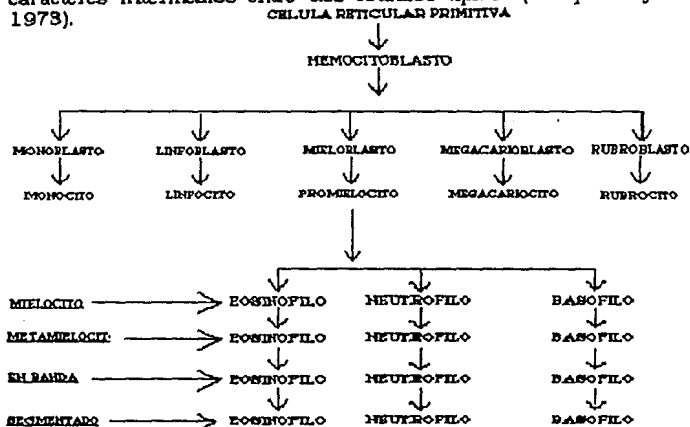 1973).
CELULA RETICULAR PRIMITIVA
HEMOCITOBLASTO
MONOBLASTO LINFOBLASTO MIELOBLASTO MEGACARIOBLASTO RUBROBLASTO
MONOCITO LINFOCITO PROMIELOCITO MEGACARIOCITO RUBROCITO
MIELOCITO EOSINOFILO NEUTROFILO BASOFILO
METAMIELOCIT EOSINOFILO NEUTROFILO BASOFILO
EN BANDA EOSINOFILO NEUTROFILO BASOFILO
SEGMENTADO EOSINOFILO NEUTROFILO BASOFILO